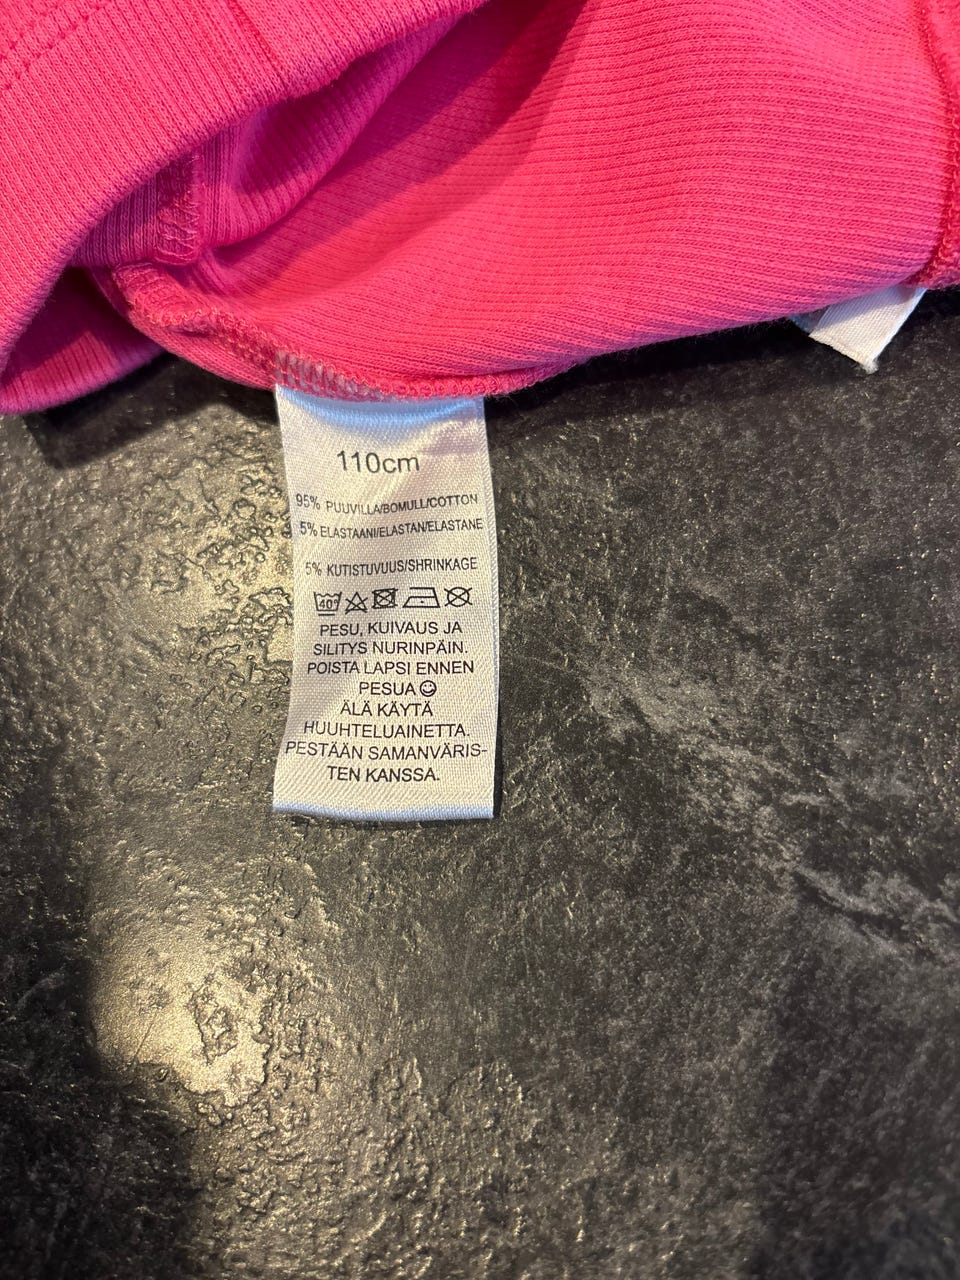 110cm
95% PUUVILLA/BOMULL/COTTON
5% ELASTAANI/ELASTAN/ELASTANE
5% KUTISTUVUUS/SHRINKAGE
40°
PESU, KUIVAUS JA
SILITYS NURINPÄIN.
POISTA LAPSI ENNEN
PESUA☺
ÄLÄ KÄYTÄ
HUUHTELUAINETTA.
PESTÄÄN SAMANVÄRIS-
TEN KANSSA.